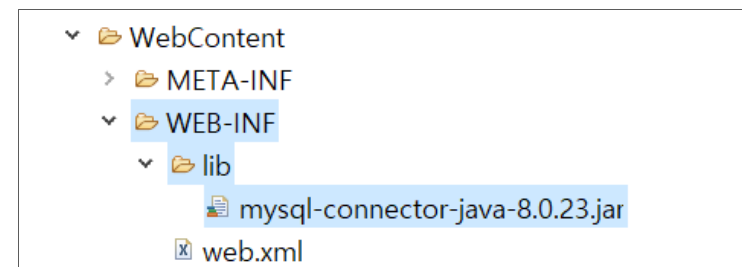 WebContent
META-INF
WEB-INF
lib
mysql-connector-java-8.0.23.jar
web.xml